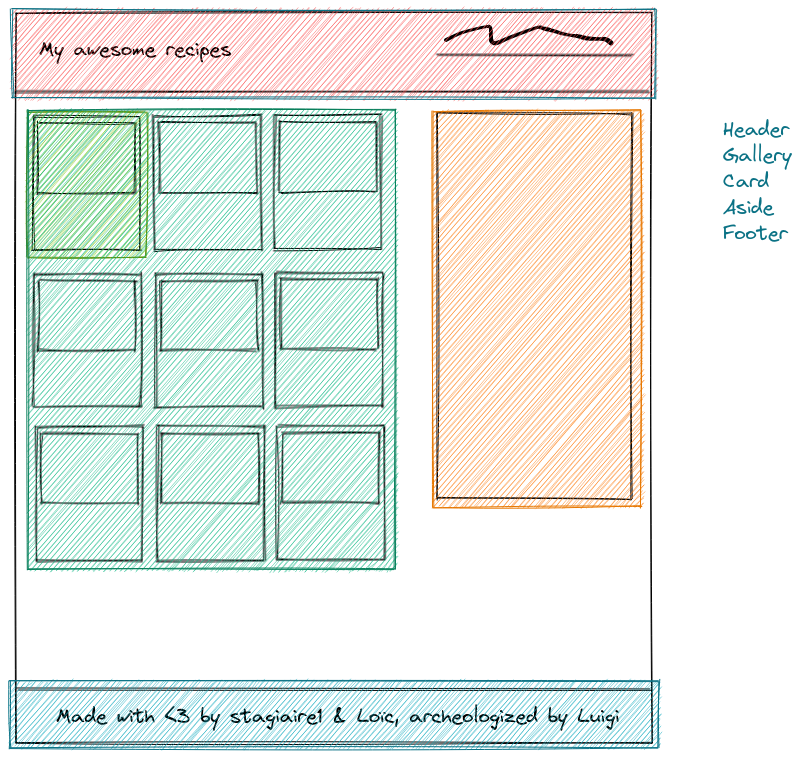 My awesome recipes
Header
Gallery
Card
Aside
Footer
Made with <3 by stagiaire1 & Loïc, archeologized by Luigi